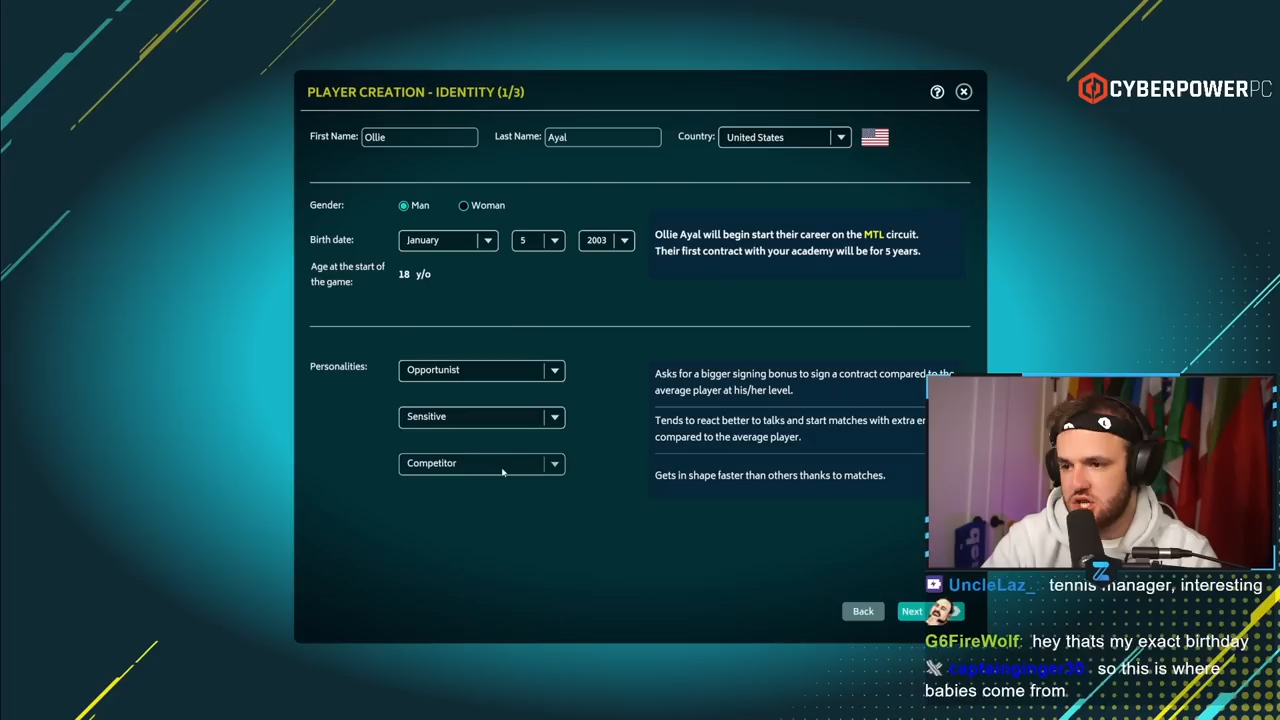 CYBERPOWERPC
PLAYER CREATION - IDENTITY (1/3)
First Name: Ollie Last Name: Ayal Country: United States
Gender: Man Woman
Birth date: January 5 2003
Age at the start of
the game: 18 y/o
Ollie Ayal will begin start their career on the MTL circuit.
Their first contract with your academy will be for 5 years.
Personalities: Opportunist
Sensitive
Competitor
Asks for a bigger signing bonus to sign a contract compared to the
average player at his/her level.
Tends to react better to talks and start matches with extra en
compared to the average player.
Gets in shape faster than others thanks to matches.
Back Next
UncleLaz_: tennis manager, interesting
G6FireWolf: hey thats my exact birthday
captainginger30: so this is where
babies come from